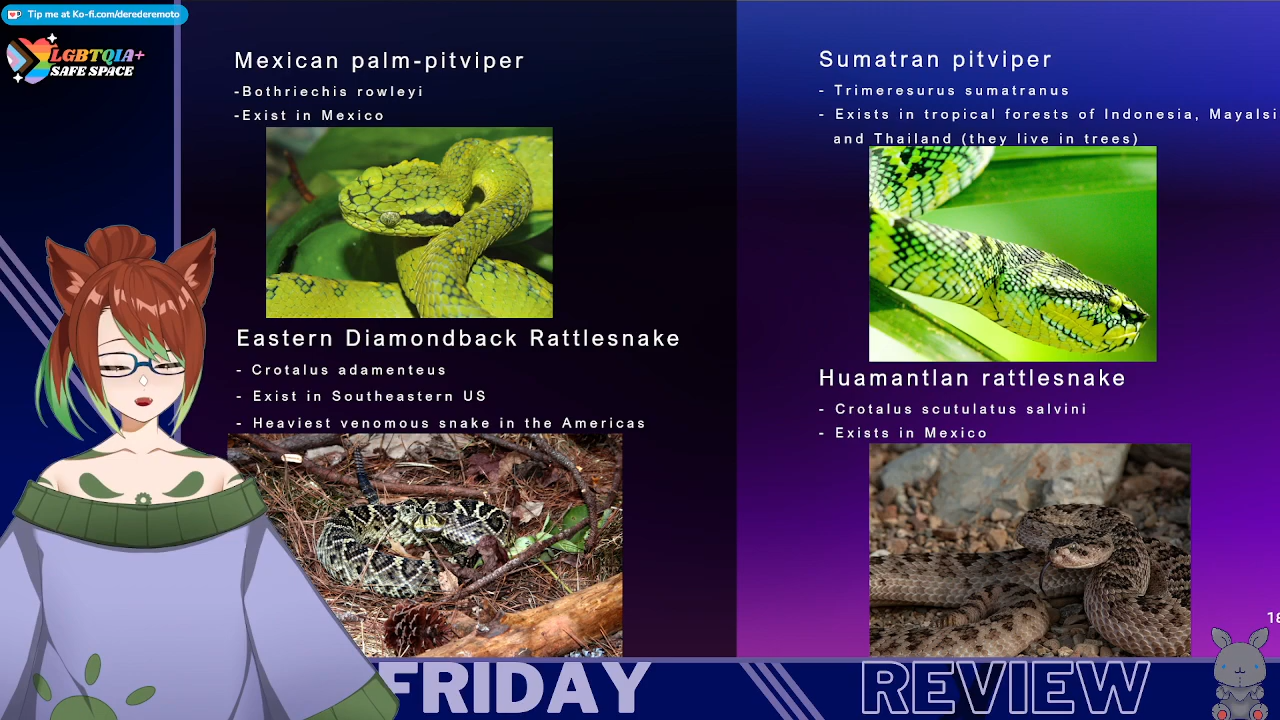 Tip me at Ko-fi.com/derederemoto
LGBTQIA+
SAFE SPACE
Mexican palm-pitviper
-Bothriechis rowleyi
-Exist in Mexico
Eastern Diamondback Rattlesnake
- Crotalus adamenteus
- Exist in Southeastern US
- Heaviest venomous snake in the Americas
Sumatran pitviper
- Trimeresurus sumatranus
- Exists in tropical forests of Indonesia, Mayalsi
and Thailand (they live in trees)
Huamantlan rattlesnake
- Crotalus scutulatus salvini
- Exists in Mexico
18
FRIDAY REVIEW